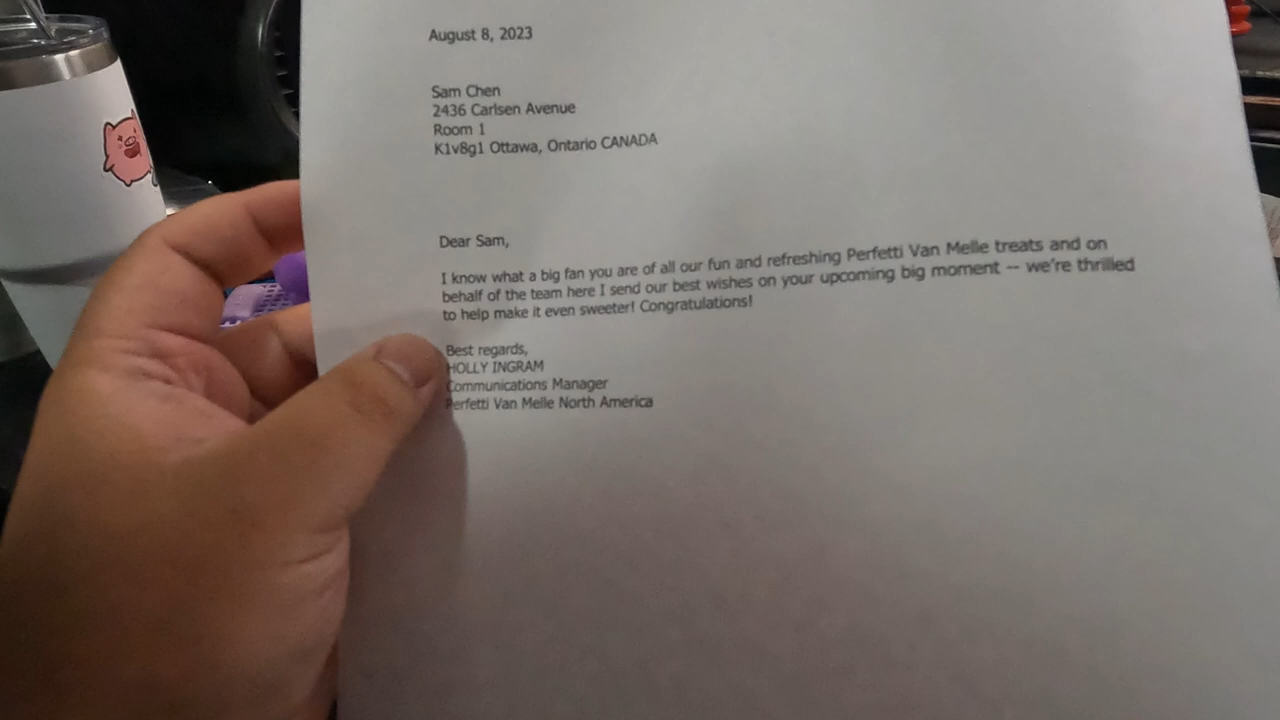 August 8, 2023
Sam Chen
2436 Carlsen Avenue
Room 1
K1v8g1 Ottawa, Ontario CANADA
Dear Sam,
I know what a big fan you are of all our fun and refreshing Perfetti Van Melle treats and on
behalf of the team here I send our best wishes on your upcoming big moment -- we're thrilled
to help make it even sweeter! Congratulations!
Best regards,
HOLLY INGRAM
Communications Manager
Perfetti Van Melle North America